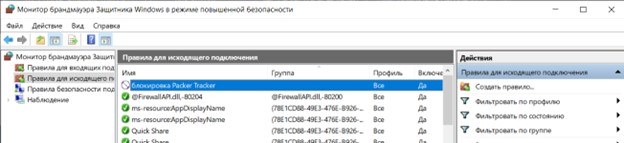 Монитор брандмауэра Защитника Windows в режиме повышенной безопасности
Файл Действие Вид Справка
Монитор брандмауэра Защит
Правила для входящих под
Правила для исходящего по
Правила безопасности под
Наблюдение
Правила для исходящего подключения
Имя Группа Профиль Включе
блокировка Packer Tracker Все Да
@FirewallAPI.dll,-80204 @FirewallAPI.dll,-80200 Все Да
ms-resource:AppDisplayName {78E1CD88-49E3-476E-B926-... Все Да
ms-resource:AppDisplayName {78E1CD88-49E3-476E-B926-... Все Да
Quick Share {78E1CD88-49E3-476E-B926-... Все Да
Quick Share {78E1CD88-49E3-476E-B926-... Все Да
Действия
Правила для исходящего подключения
Создать правило...
Фильтровать по профилю
Фильтровать по состоянию
Фильтровать по группе